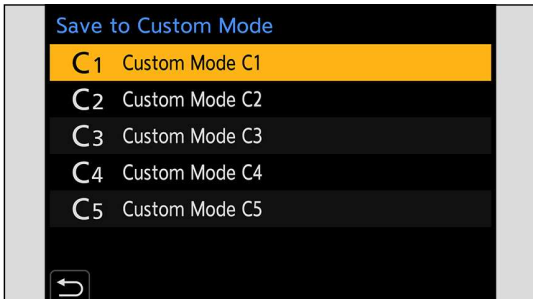 Save to Custom Mode
C1 Custom Mode C1
C2 Custom Mode C2
C3 Custom Mode C3
C4 Custom Mode C4
C5 Custom Mode C5